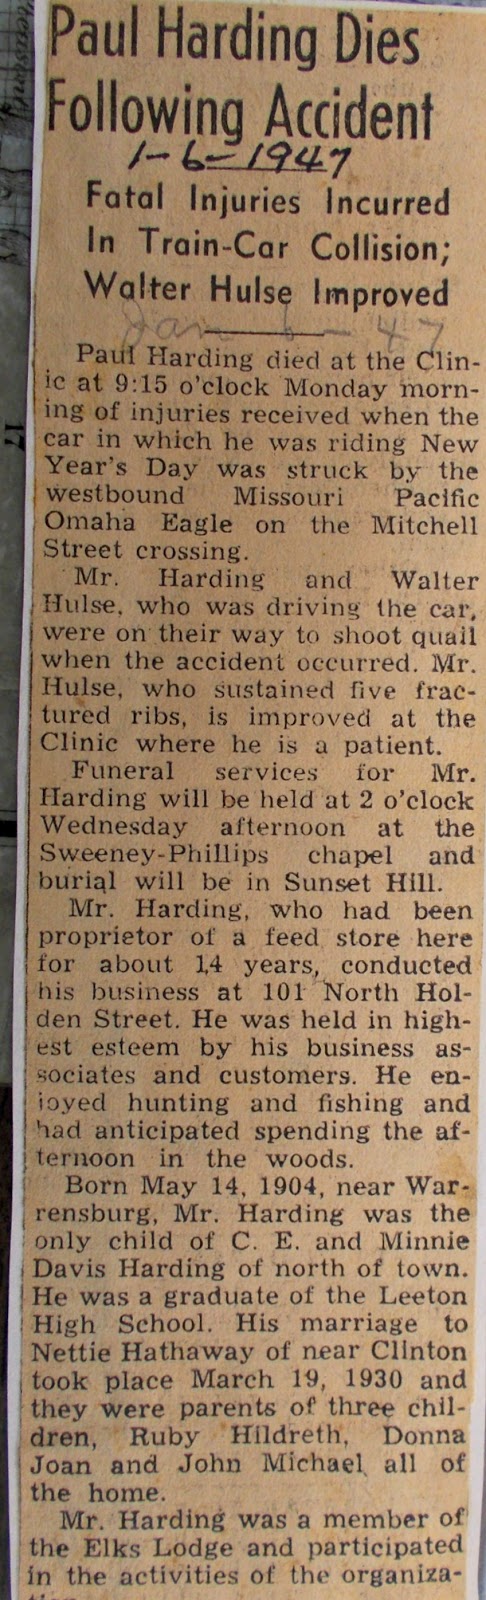 Paul Harding Dies
Following Accident
1-6-1947
Fatal Injuries Incurred
In Train-Car Collision;
Walter Hulse Improved
Jan 6-47
Paul Harding died at the Clin-
ic at 9:15 o'clock Monday morn-
ing of injuries received when the
car in which he was riding New
Year's Day was struck by the
westbound Missouri Pacific
Omaha Eagle on the Mitchell
Street crossing.
Mr. Harding and Walter
Hulse, who was driving the car,
were on their way to shoot quail
when the accident occurred. Mr.
Hulse, who sustained five frac-
tured ribs, is improved at the
Clinic where he is a patient.
Funeral services for Mr.
Harding will be held at 2 o'clock
Wednesday afternoon at the
Sweeney-Phillips chapel and
burial will be in Sunset Hill.
Mr. Harding, who had been
proprietor of a feed store here
for about 14 years, conducted
his business at 101 North Hol-
den Street. He was held in high-
est esteem by his business as-
sociates and customers. He en-
joyed hunting and fishing and
had anticipated spending the af-
ternoon in the woods.
Born May 14, 1904, near War-
rensburg, Mr. Harding was the
only child of C. E. and Minnie
Davis Harding of north of town.
He was a graduate of the Leeton
High School. His marriage to
Nettie Hathaway of near Clinton
took place March 19, 1930 and
they were parents of three chil-
dren, Ruby Hildreth, Donna
Joan and John Michael all of
the home.
Mr. Harding was a member of
the Elks Lodge and participated
in the activities of the organiza-
17